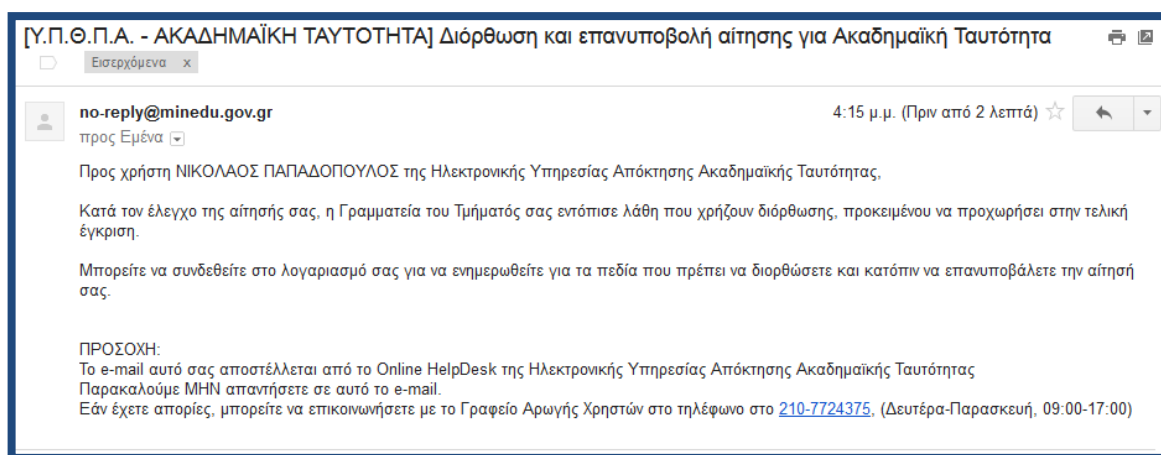 [Υ.Π.Θ.Π.Α. - ΑΚΑΔΗΜΑΪΚΗ ΤΑΥΤΟΤΗΤΑ] Διόρθωση και επανυποβολή αίτησης για Ακαδημαϊκή Ταυτότητα
Εισερχόμενα x
no-reply@minedu.gov.gr 4:15 μ.μ. (Πριν από 2 λεπτά)
προς Εμένα
Προς χρήστη ΝΙΚΟΛΑΟΣ ΠΑΠΑΔΟΠΟΥΛΟΣ της Ηλεκτρονικής Υπηρεσίας Απόκτησης Ακαδημαϊκής Ταυτότητας,
Κατά τον έλεγχο της αίτησής σας, η Γραμματεία του Τμήματός σας εντόπισε λάθη που χρήζουν διόρθωσης, προκειμένου να προχωρήσει στην τελική
έγκριση.
Μπορείτε να συνδεθείτε στο λογαριασμό σας για να ενημερωθείτε για τα πεδία που πρέπει να διορθώσετε και κατόπιν να επανυποβάλετε την αίτησή
σας.
ΠΡΟΣΟΧΗ:
Το e-mail αυτό σας αποστέλλεται από το Online HelpDesk της Ηλεκτρονικής Υπηρεσίας Απόκτησης Ακαδημαϊκής Ταυτότητας
Παρακαλούμε ΜΗΝ απαντήσετε σε αυτό το e-mail.
Εάν έχετε απορίες, μπορείτε να επικοινωνήσετε με το Γραφείο Αρωγής Χρηστών στο τηλέφωνο στο 210-7724375, (Δευτέρα-Παρασκευή, 09:00-17:00)